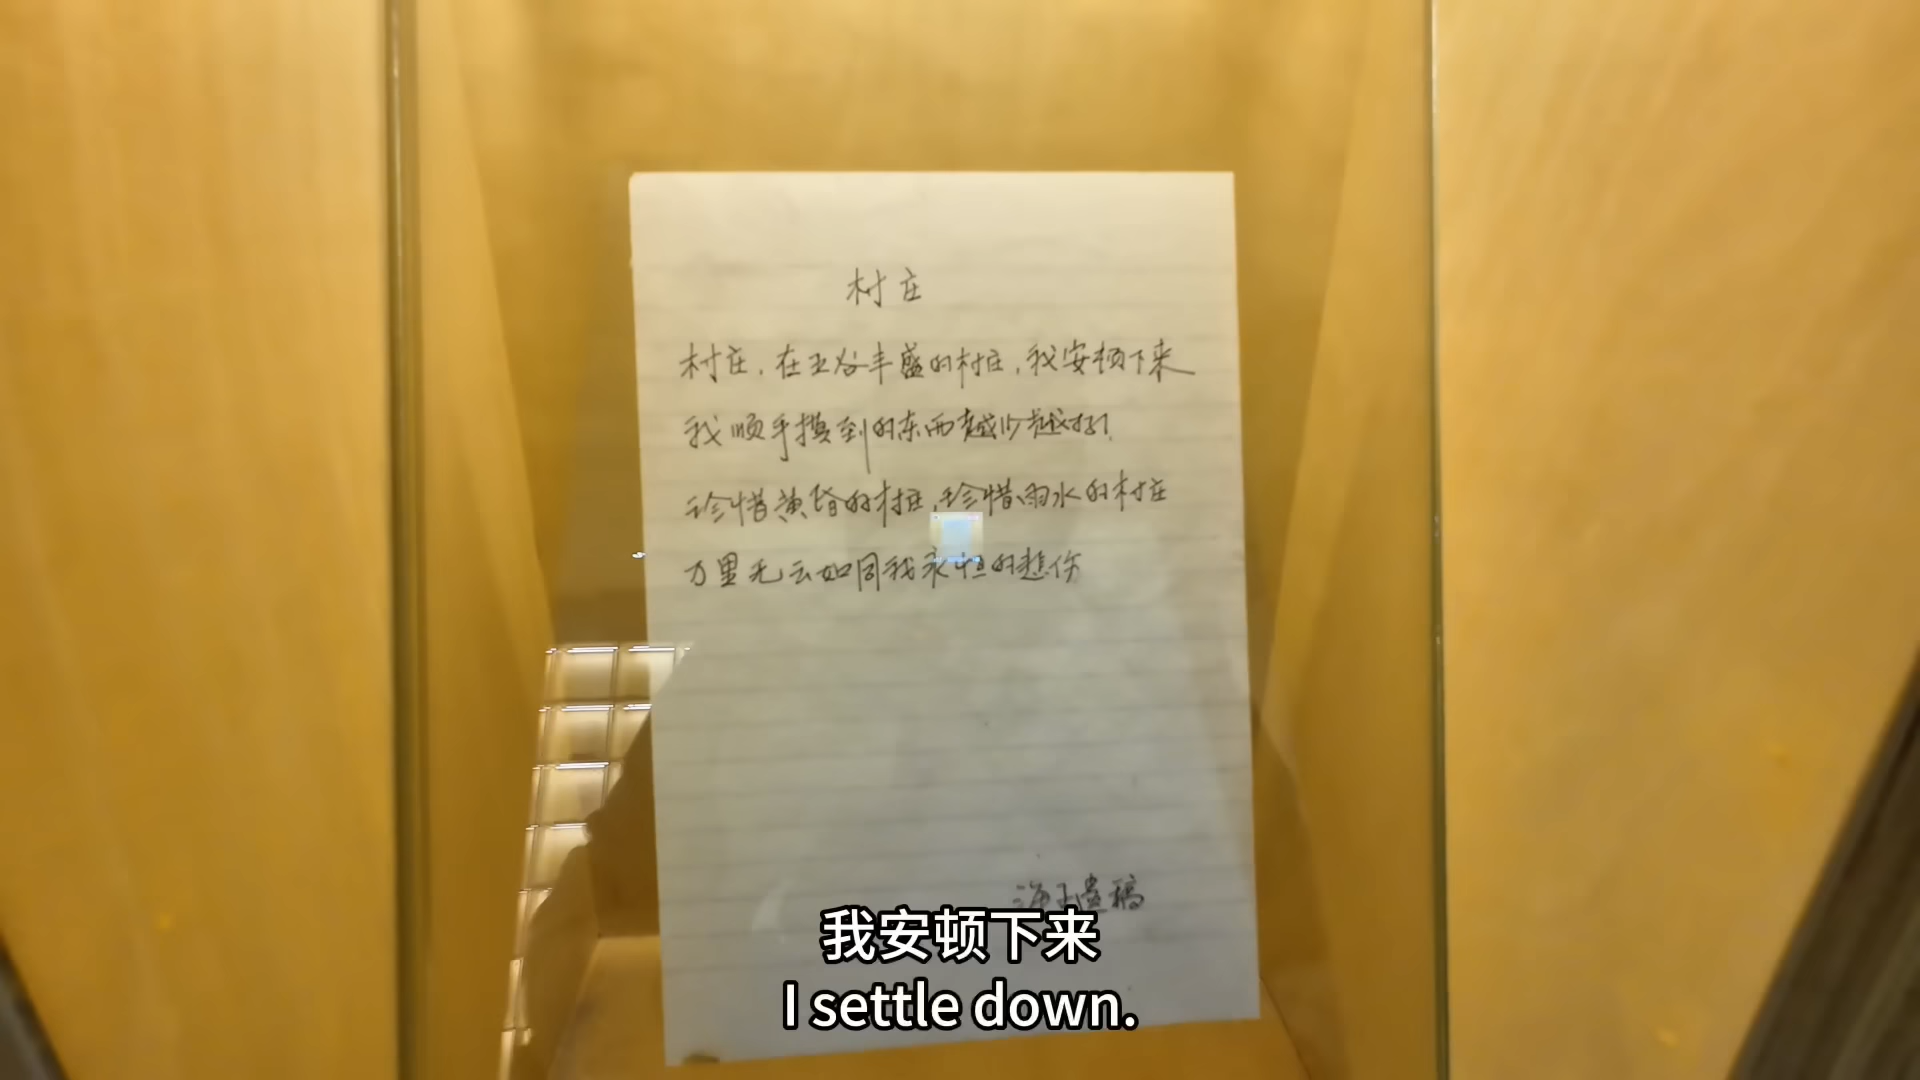 村庄
村庄，在五谷丰盛的村庄，我安顿下来
我顺手摸到的东西越少越好！
珍惜黄昏的村庄，珍惜雨水的村庄
万里无云如同我永恒的悲伤
海子遗稿
我安顿下来
I settle down.